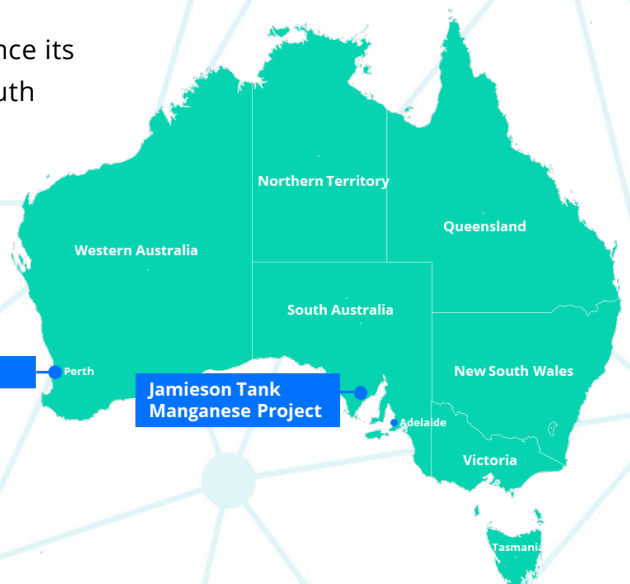 nce its
uth
Northern Territory
Queensland
Western Australia
South Australia
Perth
New South Wales
Jamieson Tank
Manganese Project
Adelaide
Victoria
Tasmania